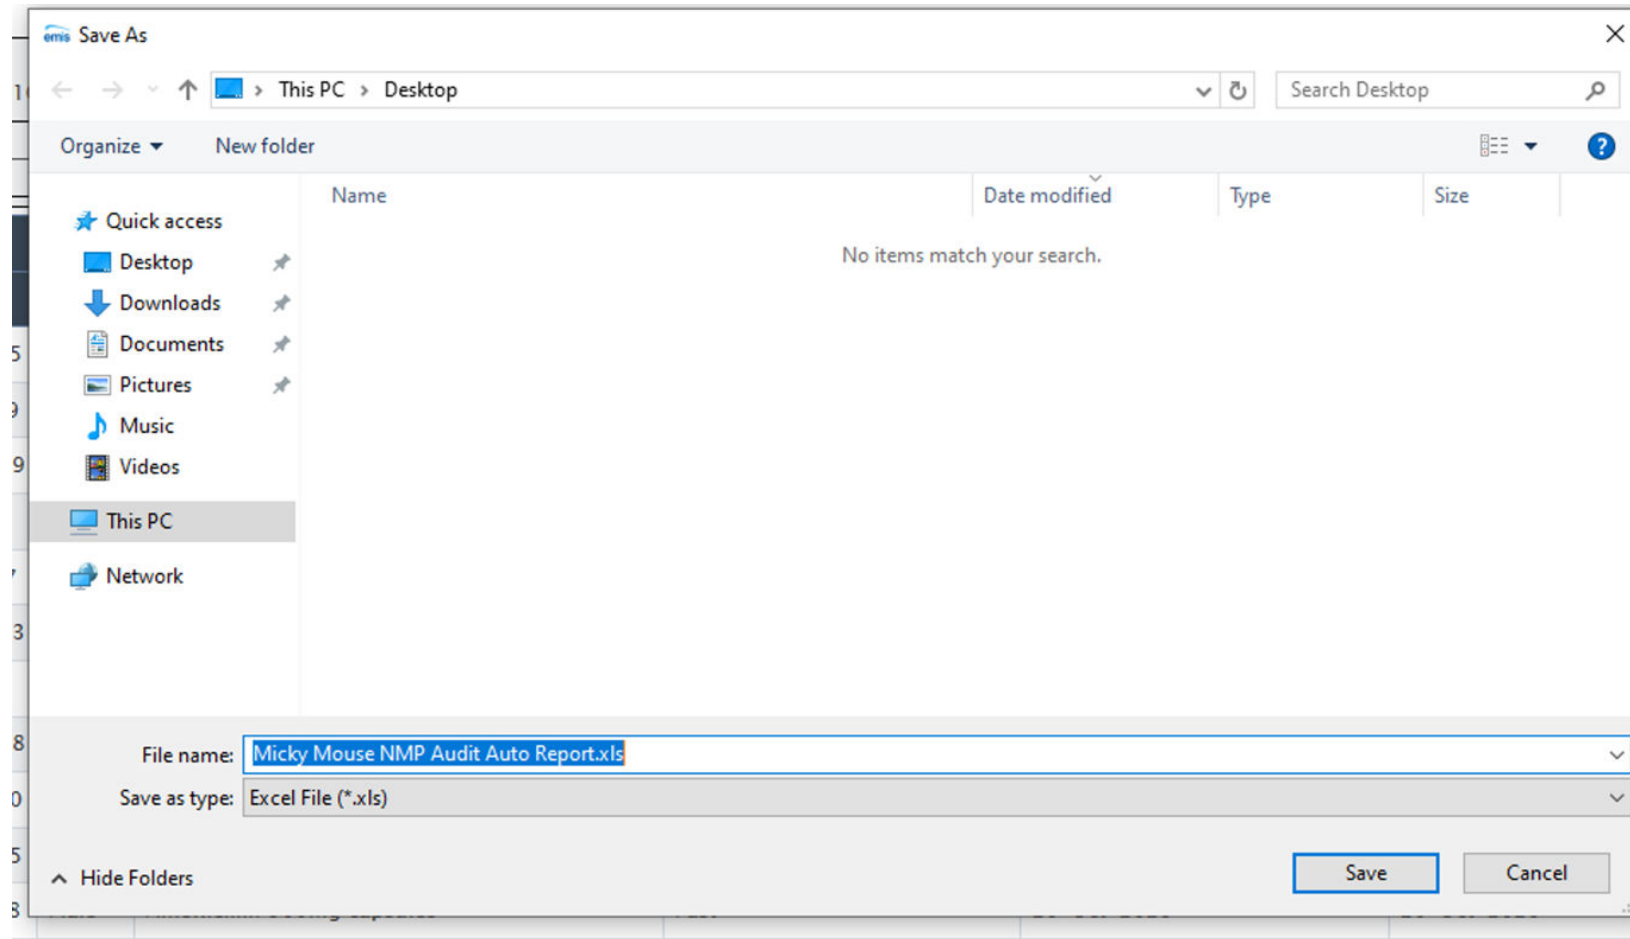 emis Save As
This PC > Desktop
Search Desktop
Organize
New folder
Name
Date modified
Type
Size
Quick access
No items match your search.
Desktop
Downloads
Documents
Pictures
Music
Videos
This PC
Network
File name: Micky Mouse NMP Audit Auto Report.xls
Save as type: Excel File (*.xls)
Hide Folders
Save
Cancel